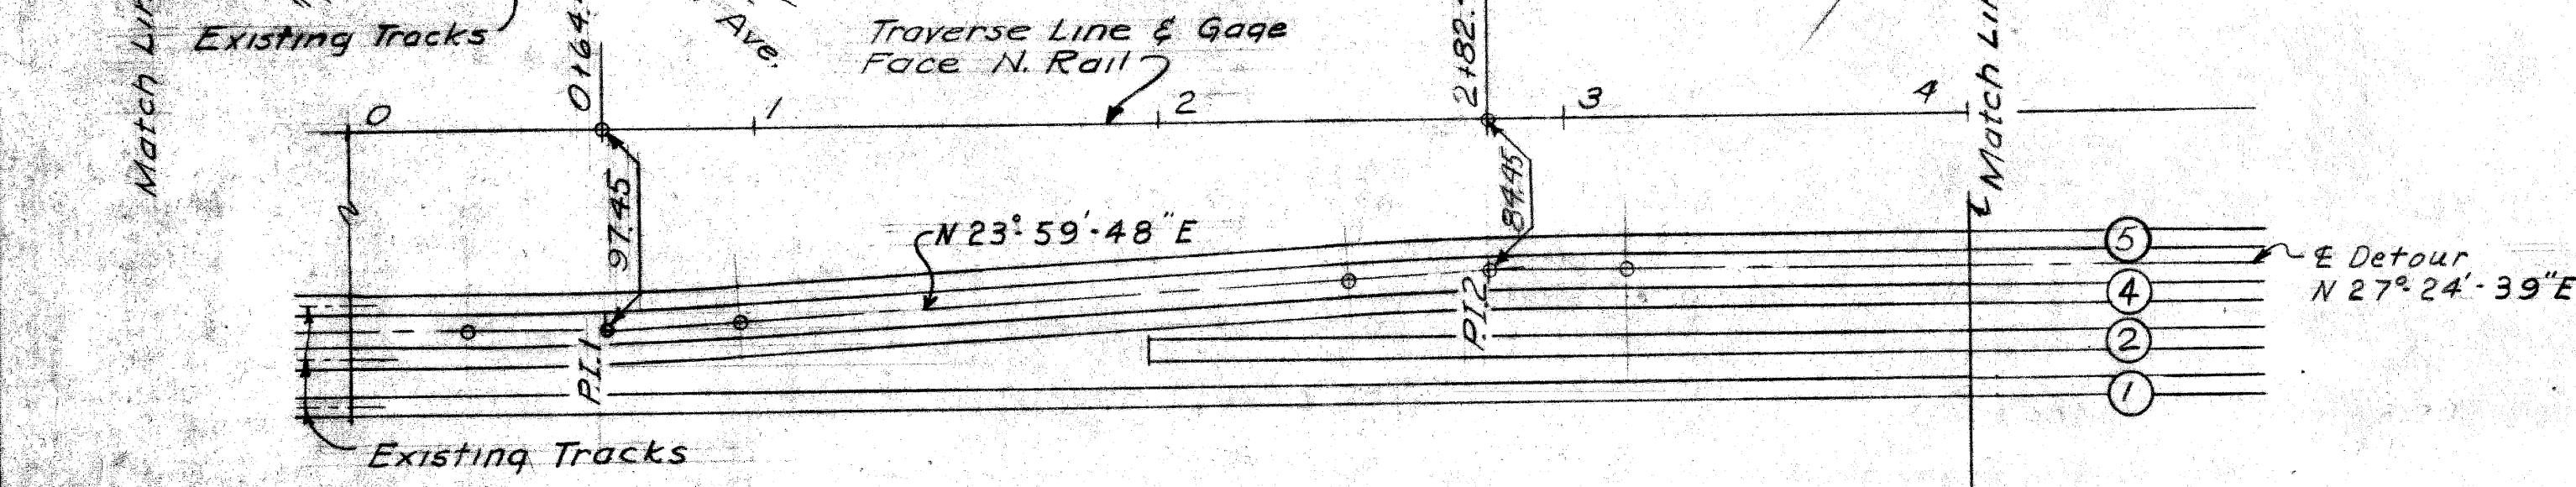 Match Lin
Existing Tracks
0+64.
Ave.
Traverse Line & Gage
Face N. Rail
2+82.
Match Lin
0
1
2
3
4
97.45
84.45
N 23°-59'-48"E
P.I.1
P.I.2
5
4
2
1
℄ Detour
N 27°-24'-39"E
Existing Tracks